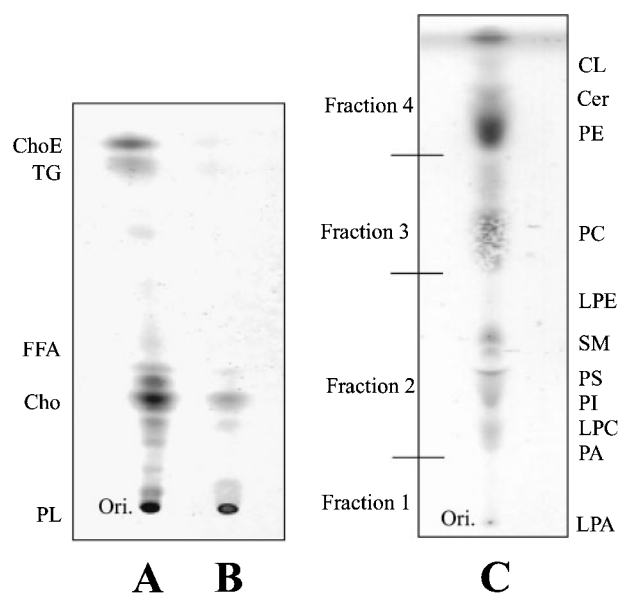 ChoE
TG
FFA
Cho
Ori.
PL
A
B
Fraction 4
Fraction 3
Fraction 2
Fraction 1
Ori.
CL
Cer
PE
PC
LPE
SM
PS
PI
LPC
PA
LPA
C